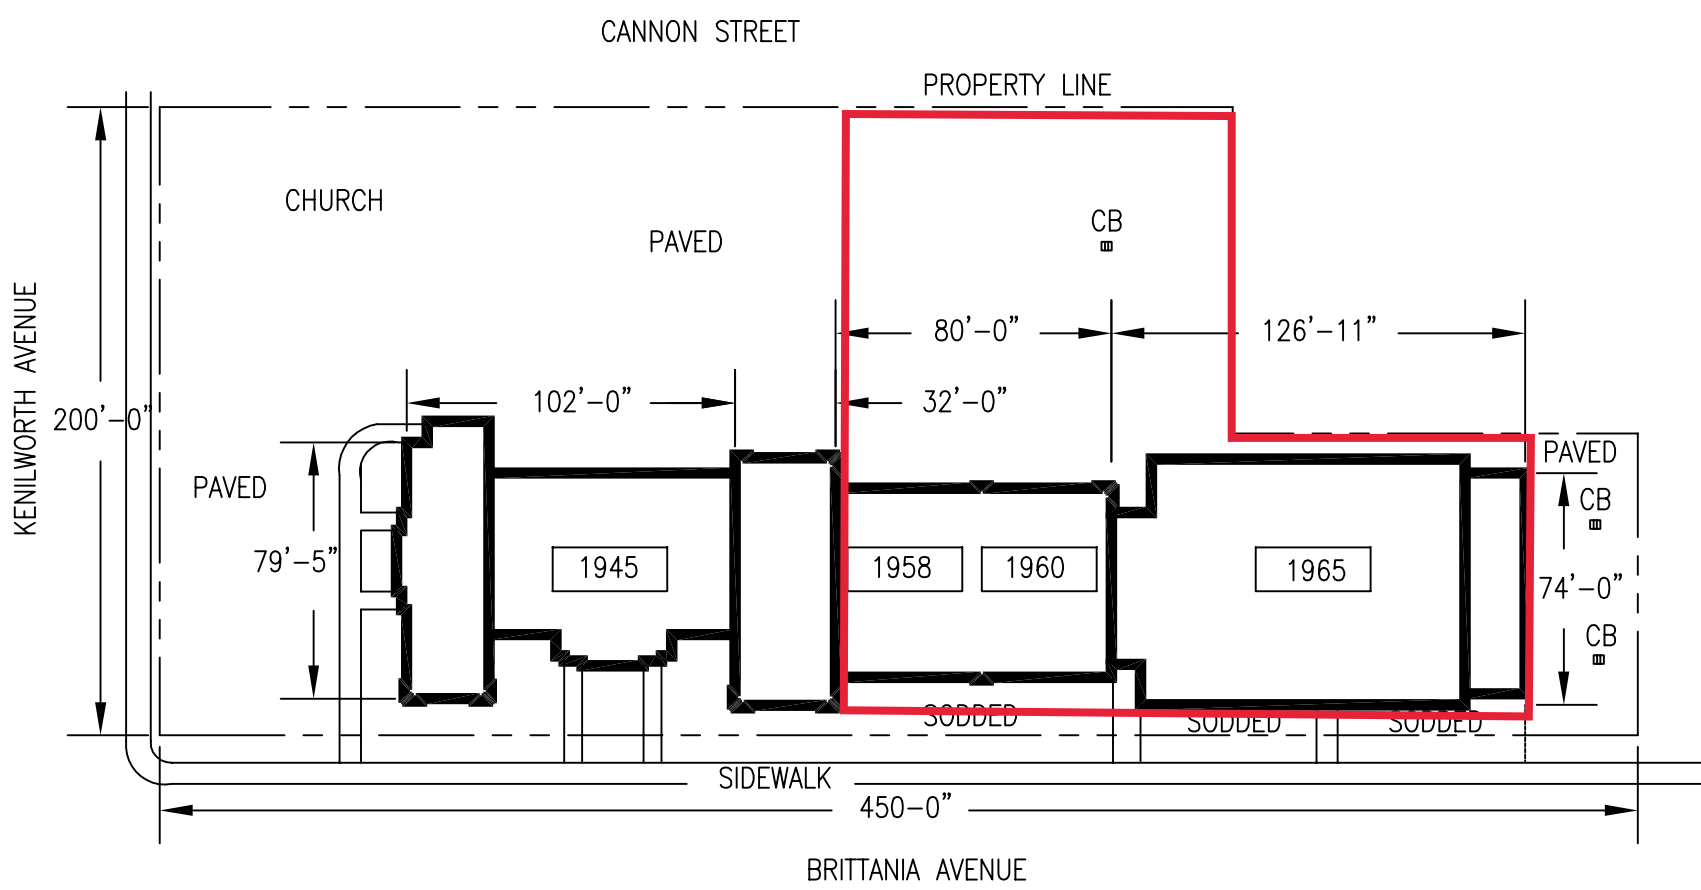 CANNON STREET
PROPERTY LINE
CHURCH
CB
PAVED
KENILWORTH AVENUE
80'-0"
126'-11"
102'-0"
32'-0"
200'-0"
PAVED
PAVED
CB
79'-5"
1945
1958
1960
1965
74'-0"
CB
SODDED
SODDED
SODDED
SIDEWALK
450-0"
BRITTANIA AVENUE